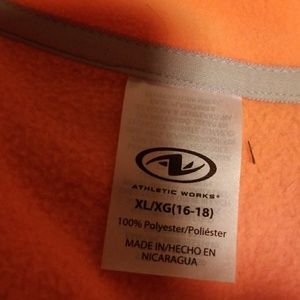 ATHLETIC WORKS®
XL/XG(16-18)
100% Polyester/Poliéster
MADE IN/HECHO EN
NICARAGUA